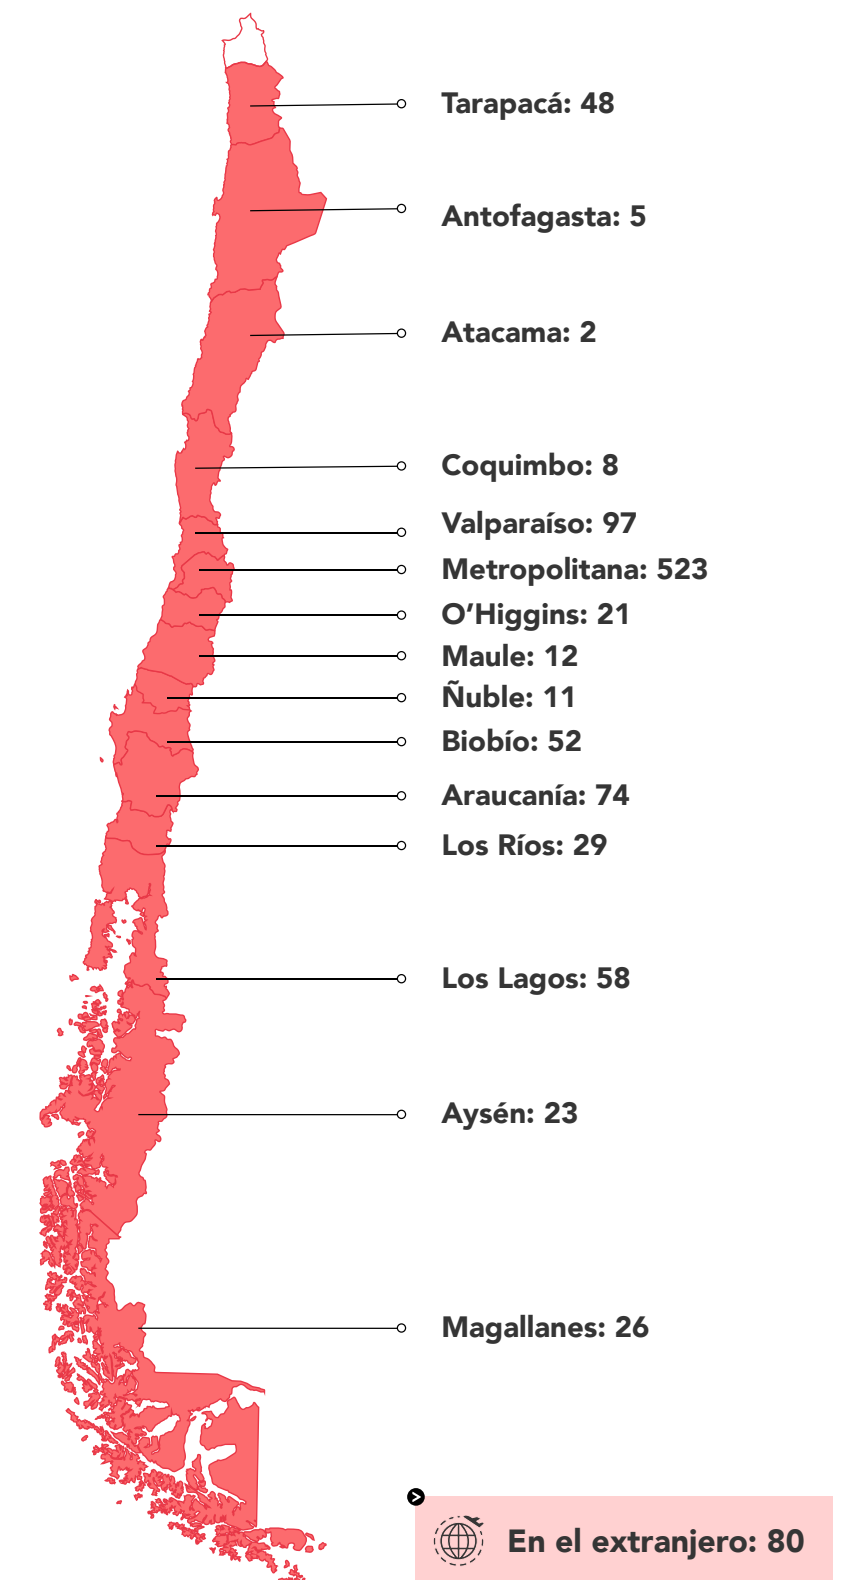 Tarapacá: 48
Antofagasta: 5
Atacama: 2
Coquimbo: 8
Valparaíso: 97
Metropolitana: 523
O’Higgins: 21
Maule: 12
Ñuble: 11
Biobío: 52
Araucanía: 74
Los Ríos: 29
Los Lagos: 58
Aysén: 23
Magallanes: 26
En el extranjero: 80